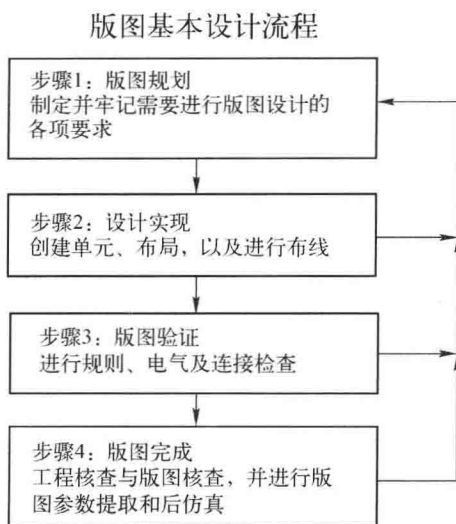 版图基本设计流程
步骤1：版图规划
制定并牢记需要进行版图设计的
各项要求
步骤2：设计实现
创建单元、布局，以及进行布线
步骤3：版图验证
进行规则、电气及连接检查
步骤4：版图完成
工程核查与版图核查，并进行版
图参数提取和后仿真